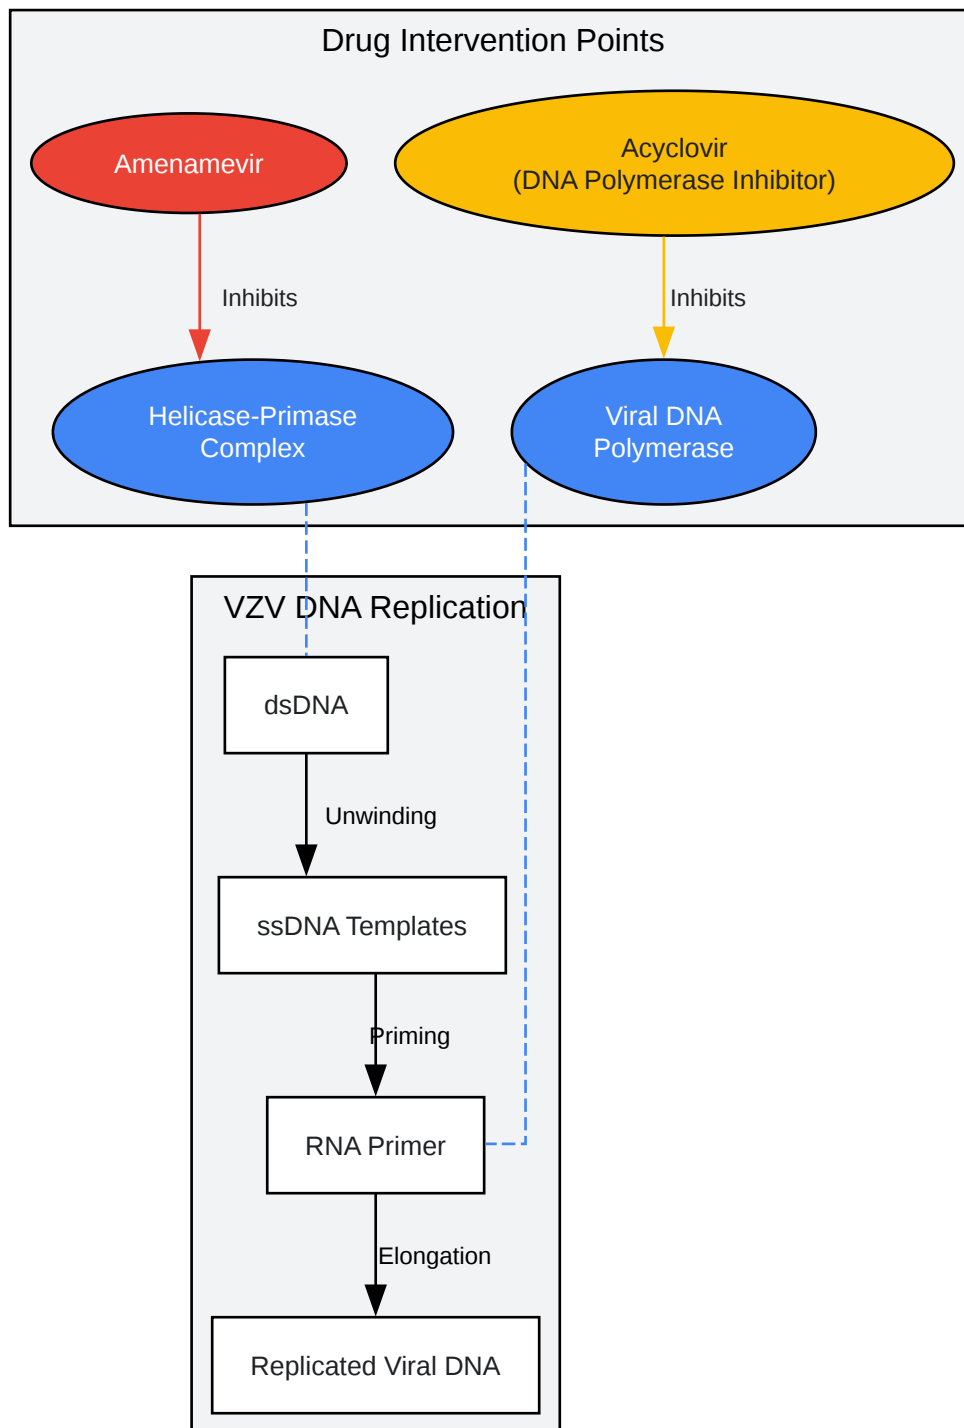 Drug Intervention Points
Amenamevir
Acyclovir
(DNA Polymerase Inhibitor)
Inhibits
Inhibits
Helicase-Primase
Complex
Viral DNA
Polymerase
VZV DNA Replication
dsDNA
Unwinding
ssDNA Templates
Priming
RNA Primer
Elongation
Replicated Viral DNA